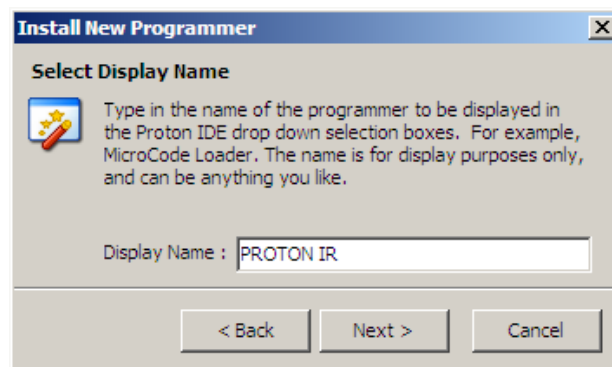 Install New Programmer
Select Display Name
Type in the name of the programmer to be displayed in
the Proton IDE drop down selection boxes.  For example,
MicroCode Loader. The name is for display purposes only,
and can be anything you like.
Display Name : PROTON IR
< Back Next > Cancel